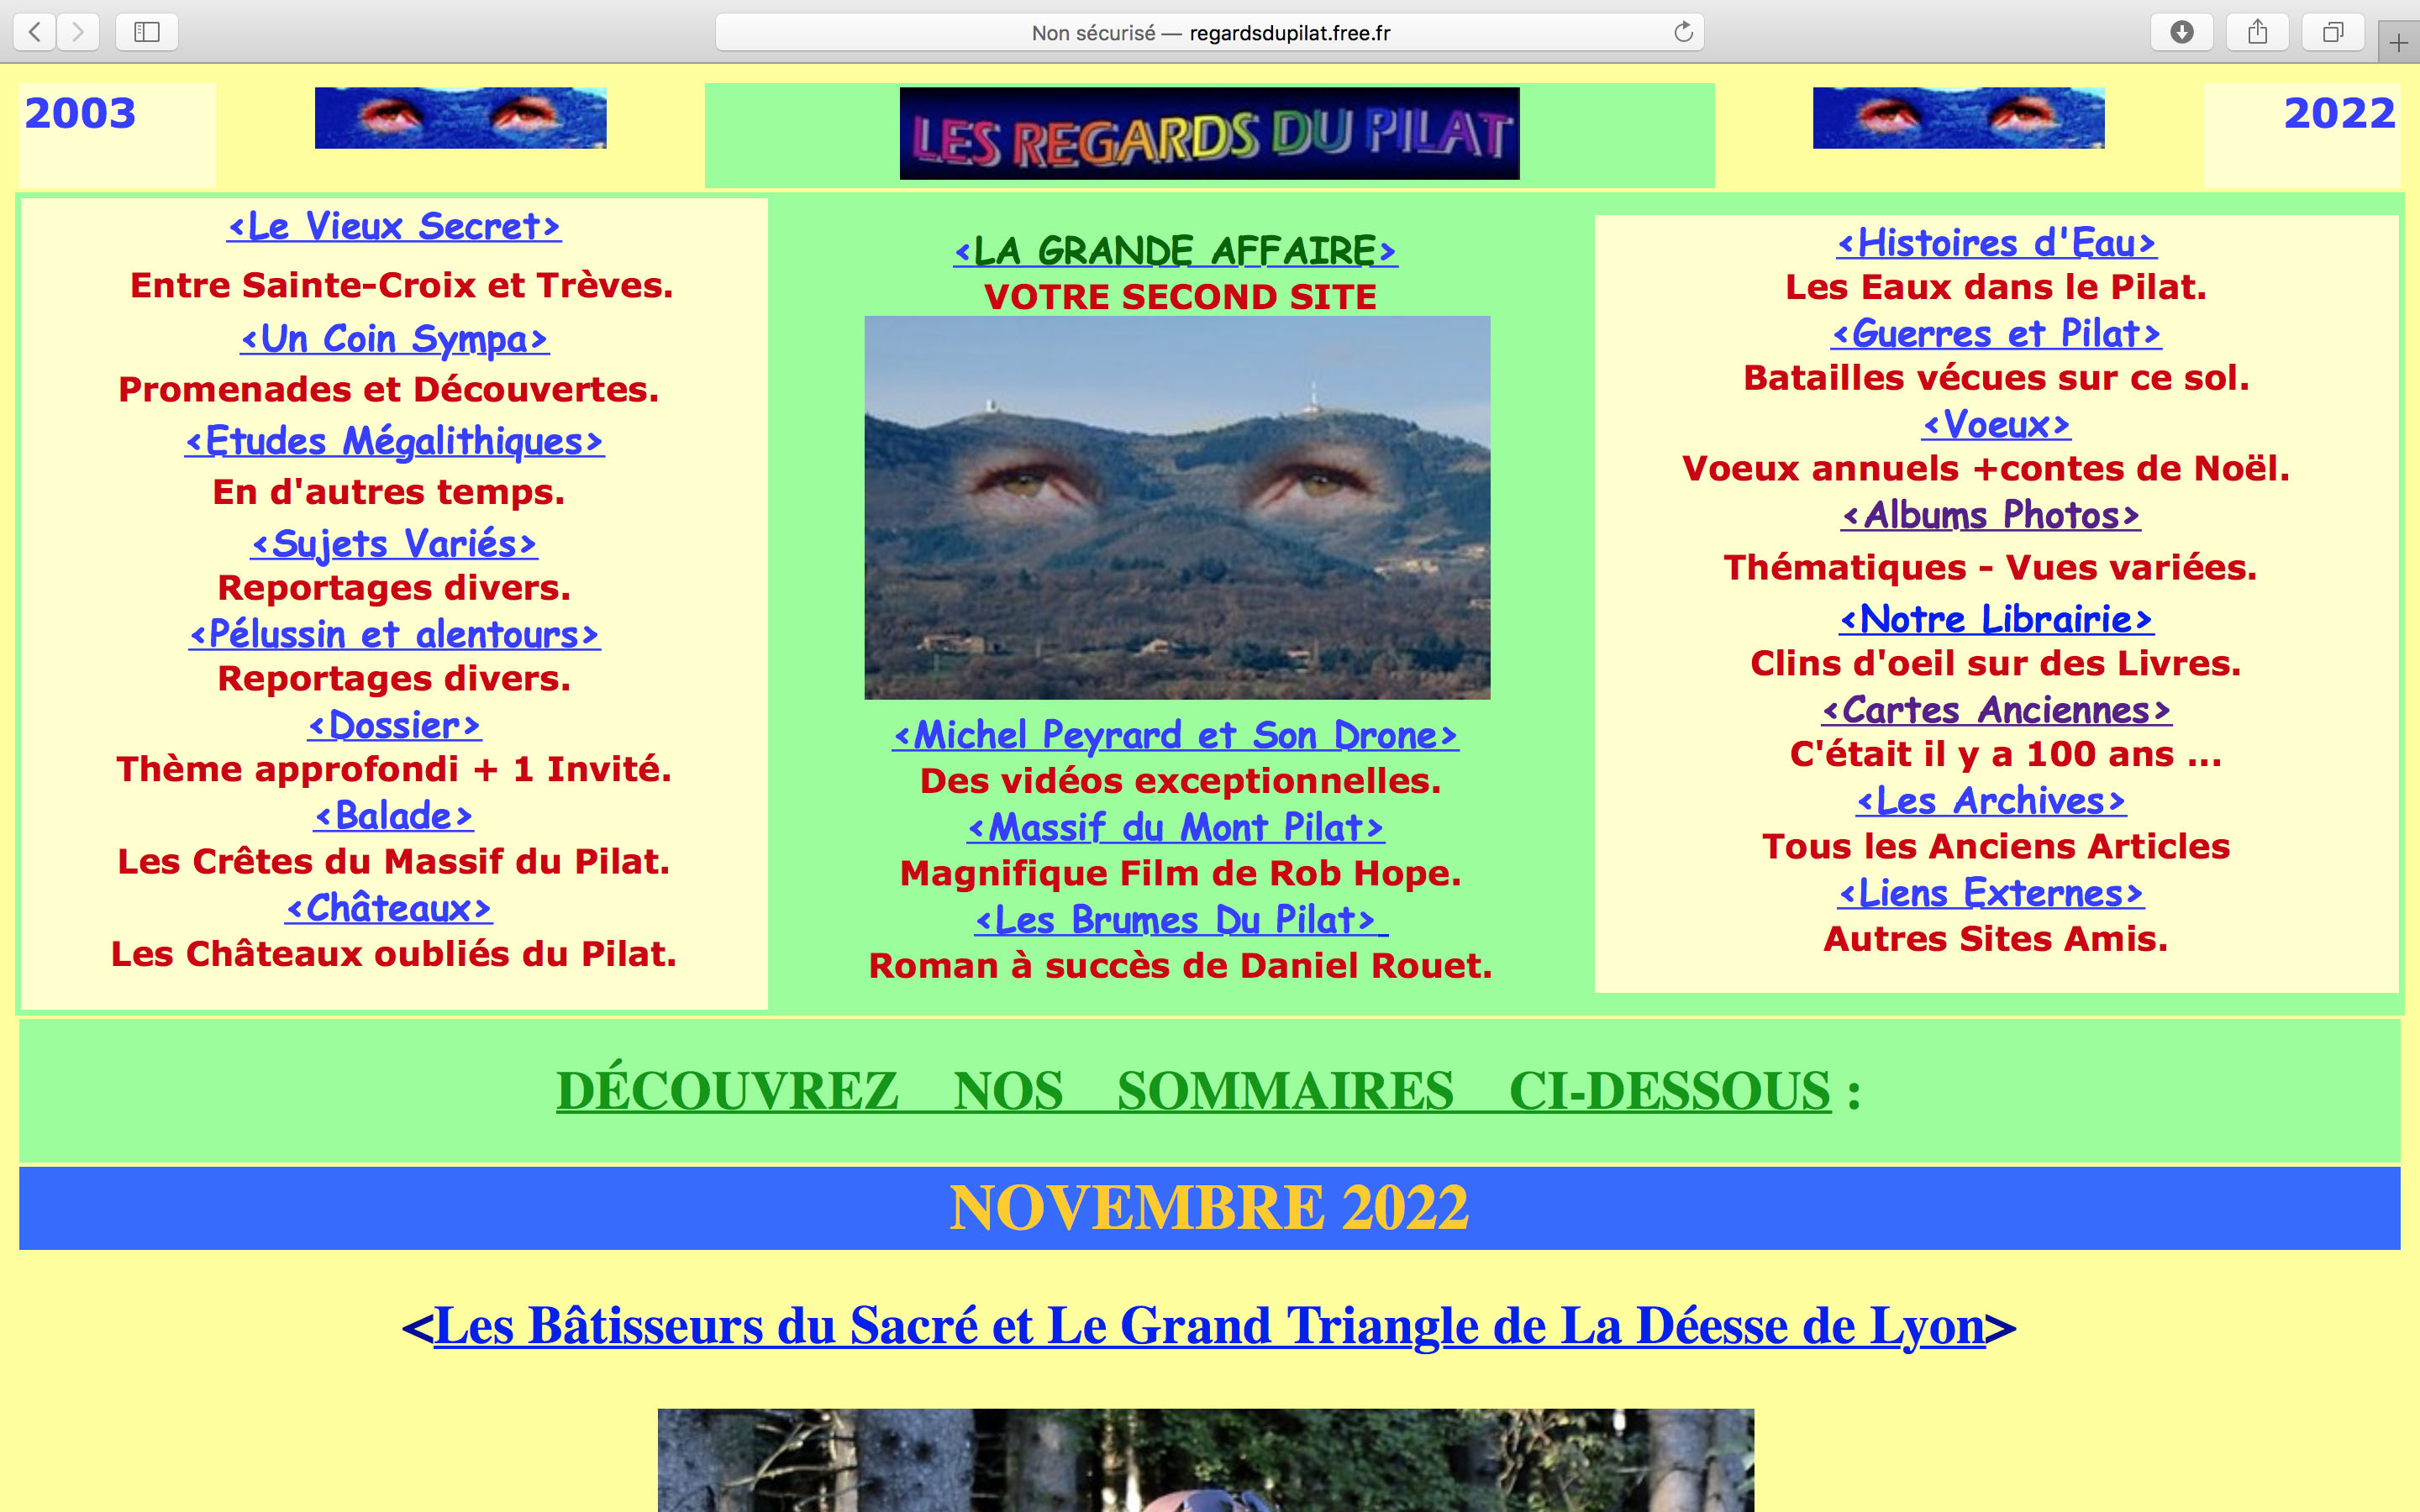 Non sécurisé — regardsdupilat.free.fr
2003
LES REGARDS DU PILAT
2022
<Le Vieux Secret>
Entre Sainte-Croix et Trèves.
<Un Coin Sympa>
Promenades et Découvertes.
<Etudes Mégalithiques>
En d'autres temps.
<Sujets Variés>
Reportages divers.
<Pélussin et alentours>
Reportages divers.
<Dossier>
Thème approfondi + 1 Invité.
<Balade>
Les Crêtes du Massif du Pilat.
<Châteaux>
Les Châteaux oubliés du Pilat.
<LA GRANDE AFFAIRE>
VOTRE SECOND SITE
<Michel Peyrard et Son Drone>
Des vidéos exceptionnelles.
<Massif du Mont Pilat>
Magnifique Film de Rob Hope.
<Les Brumes Du Pilat>
Roman à succès de Daniel Rouet.
<Histoires d'Eau>
Les Eaux dans le Pilat.
<Guerres et Pilat>
Batailles vécues sur ce sol.
<Voeux>
Voeux annuels +contes de Noël.
<Albums Photos>
Thématiques - Vues variées.
<Notre Librairie>
Clins d'oeil sur des Livres.
<Cartes Anciennes>
C'était il y a 100 ans ...
<Les Archives>
Tous les Anciens Articles
<Liens Externes>
Autres Sites Amis.
DÉCOUVREZ NOS SOMMAIRES CI-DESSOUS :
NOVEMBRE 2022
<Les Bâtisseurs du Sacré et Le Grand Triangle de La Déesse de Lyon>